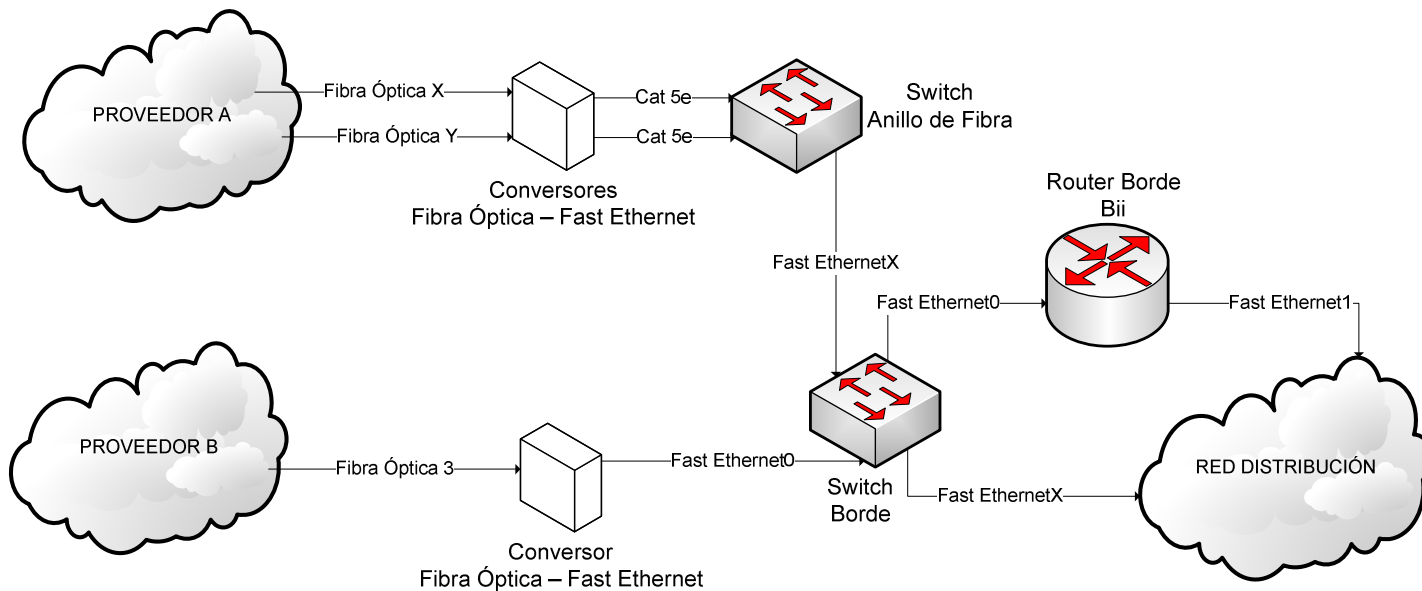 PROVEEDOR A
Fibra Óptica X
Fibra Óptica Y
Cat 5e
Cat 5e
Conversores
Fibra Óptica – Fast Ethernet
Switch
Anillo de Fibra
Router Borde
Bii
Fast EthernetX
Fast Ethernet0
Fast Ethernet1
PROVEEDOR B
Fibra Óptica 3
Fast Ethernet0
Conversor
Fibra Óptica – Fast Ethernet
Switch
Borde
Fast EthernetX
RED DISTRIBUCIÓN